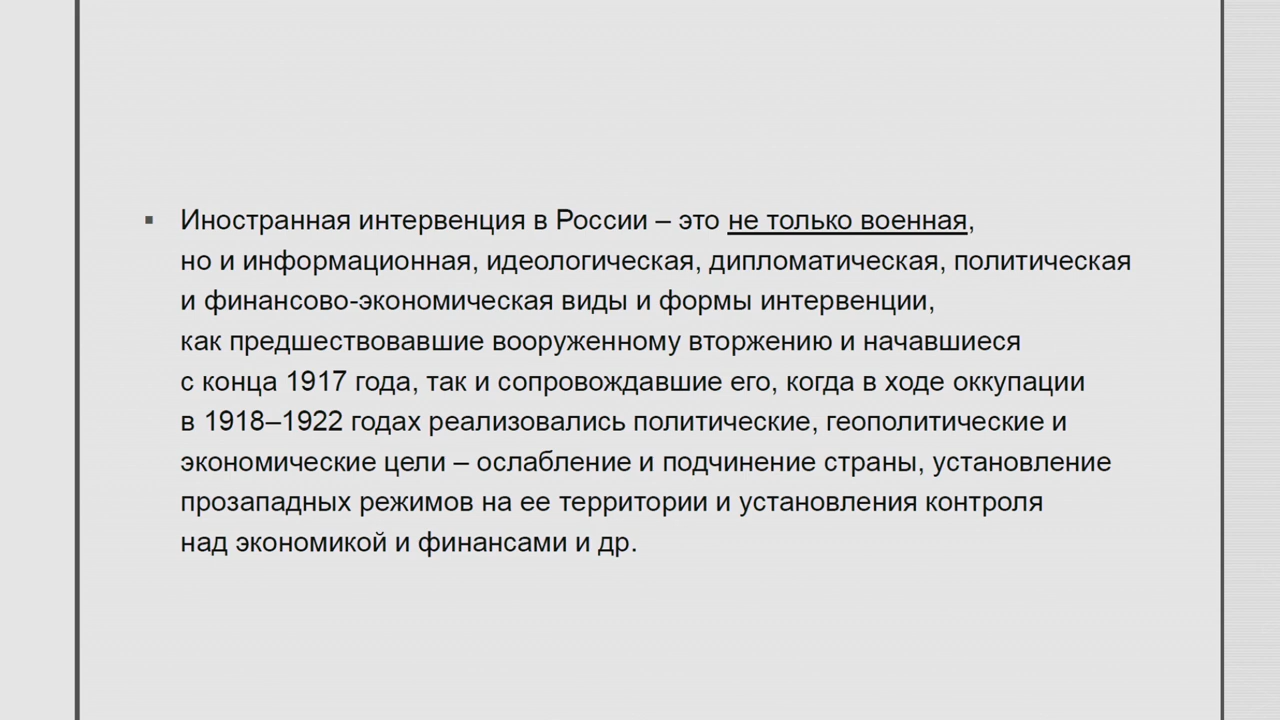 ▪ Иностранная интервенция в России – это не только военная,
но и информационная, идеологическая, дипломатическая, политическая
и финансово-экономическая виды и формы интервенции,
как предшествовавшие вооруженному вторжению и начавшиеся
с конца 1917 года, так и сопровождавшие его, когда в ходе оккупации
в 1918–1922 годах реализовались политические, геополитические и
экономические цели – ослабление и подчинение страны, установление
прозападных режимов на ее территории и установления контроля
над экономикой и финансами и др.